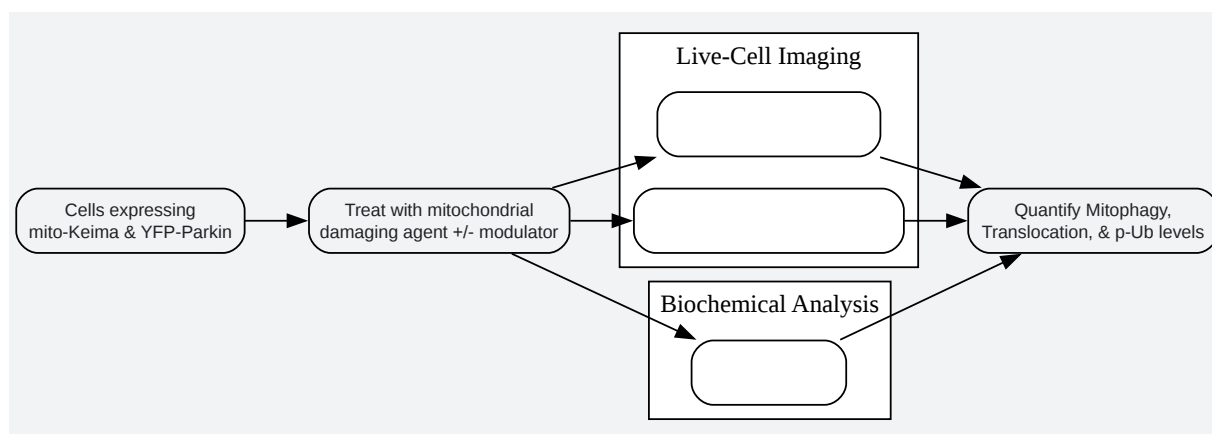 Cells expressing
mito-Keima & YFP-Parkin
Treat with mitochondrial
damaging agent +/- modulator
Live-Cell Imaging
Biochemical Analysis
Quantify Mitophagy,
Translocation, & p-Ub levels